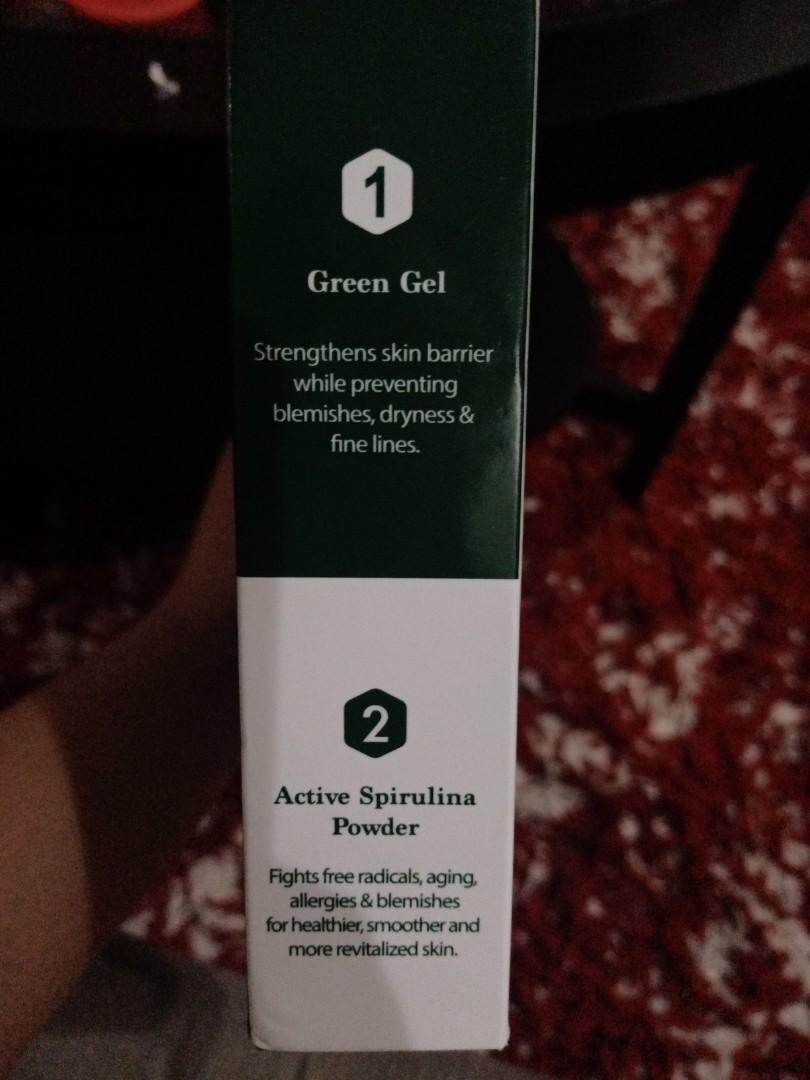 1
Green Gel
Strengthens skin barrier
while preventing
blemishes, dryness &
fine lines.
2
Active Spirulina
Powder
Fights free radicals, aging,
allergies & blemishes
for healthier, smoother and
more revitalized skin.